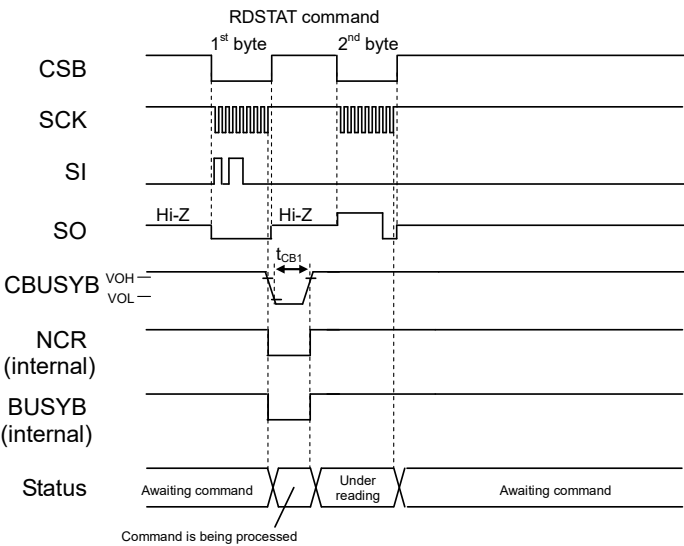 RDSTAT command
1st byte
2nd byte
CSB
SCK
SI
Hi-Z
Hi-Z
SO
tCB1
CBUSYB
VOH
VOL
NCR
(internal)
BUSYB
(internal)
Status
Awaiting command
Under
reading
Awaiting command
Command is being processed